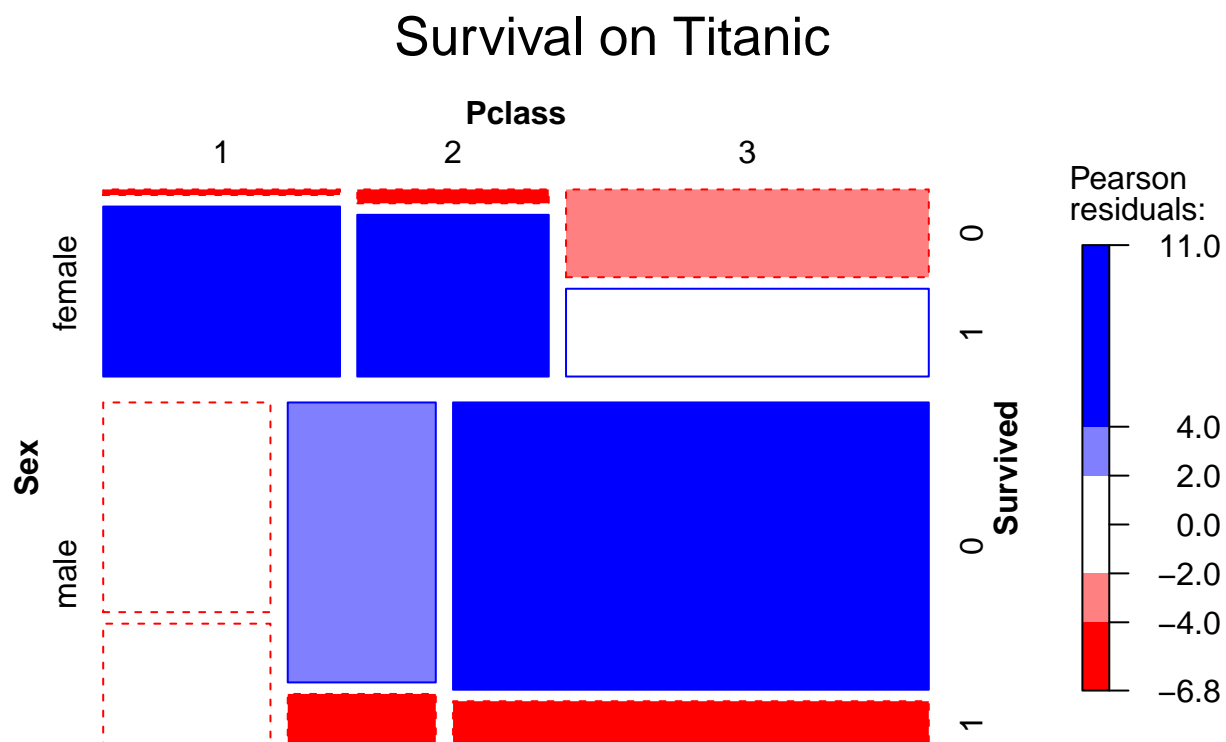 Survival on Titanic
Pclass
1 2 3
Pearson
residuals:
11.0
4.0
2.0
0.0
−2.0
−4.0
−6.8
Sex
female
male
Survived
0
1
0
1